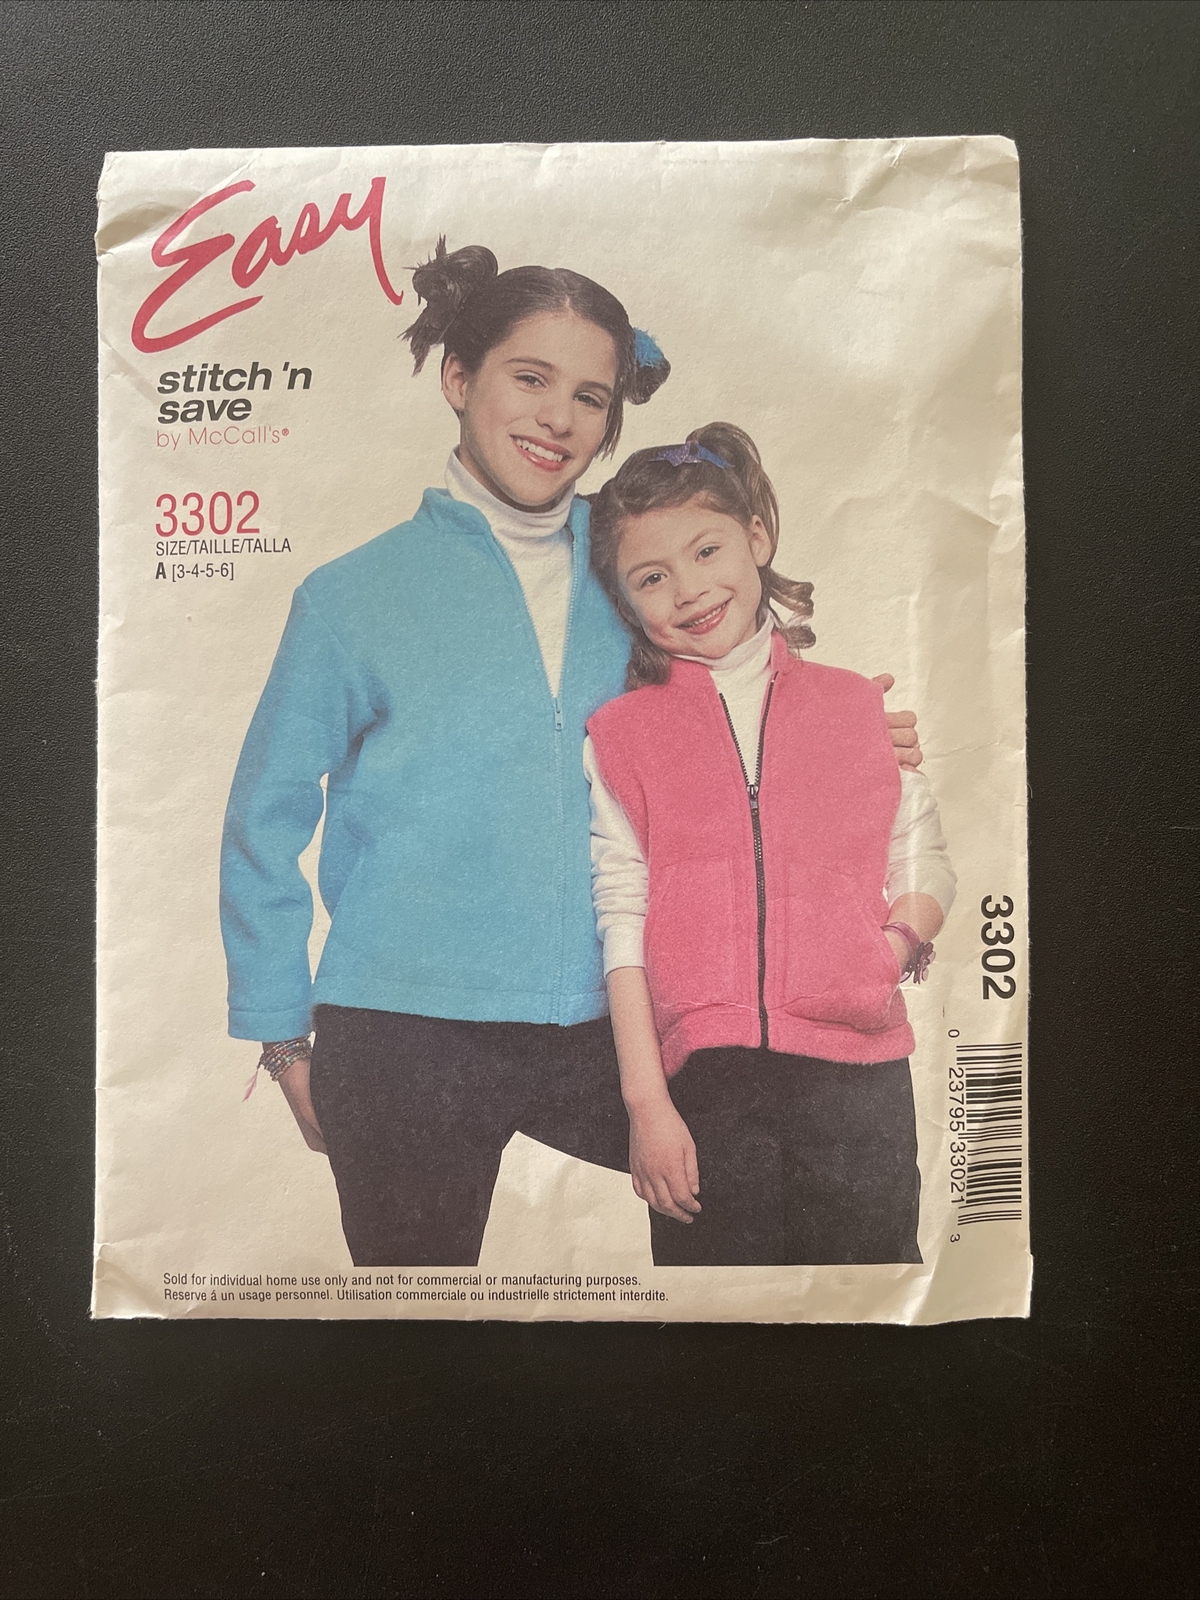 Easy
stitch 'n
save
by McCall's®
3302
SIZE/TAILLE/TALLA
A [3-4-5-6]
3302
0 23795 33021 3
Sold for individual home use only and not for commercial or manufacturing purposes.
Reserve á un usage personnel. Utilisation commerciale ou industrielle strictement interdite.